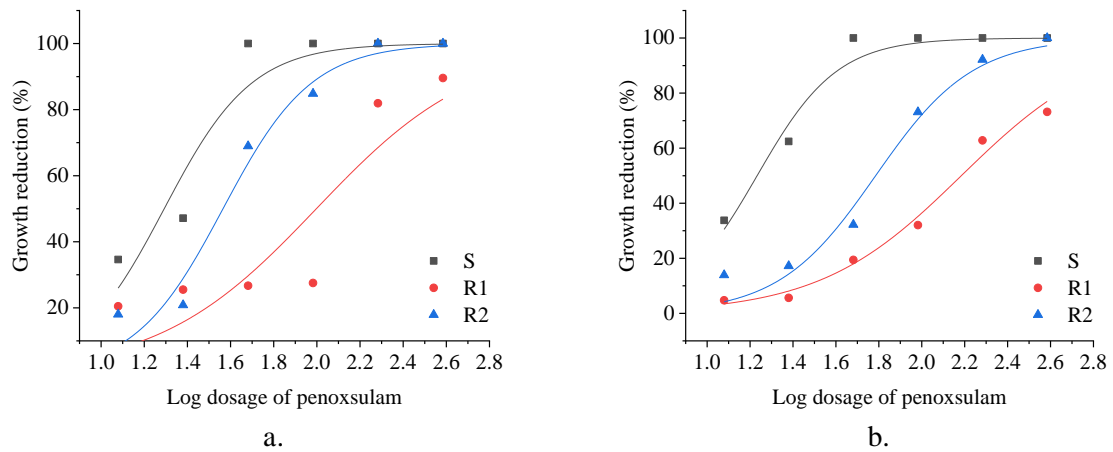 Growth reduction (%)
100
80
60
40
20
1.0 1.2 1.4 1.6 1.8 2.0 2.2 2.4 2.6 2.8
S
R1
R2
Log dosage of penoxsulam
a.
Growth reduction (%)
100
80
60
40
20
0
1.0 1.2 1.4 1.6 1.8 2.0 2.2 2.4 2.6 2.8
S
R1
R2
Log dosage of penoxsulam
b.